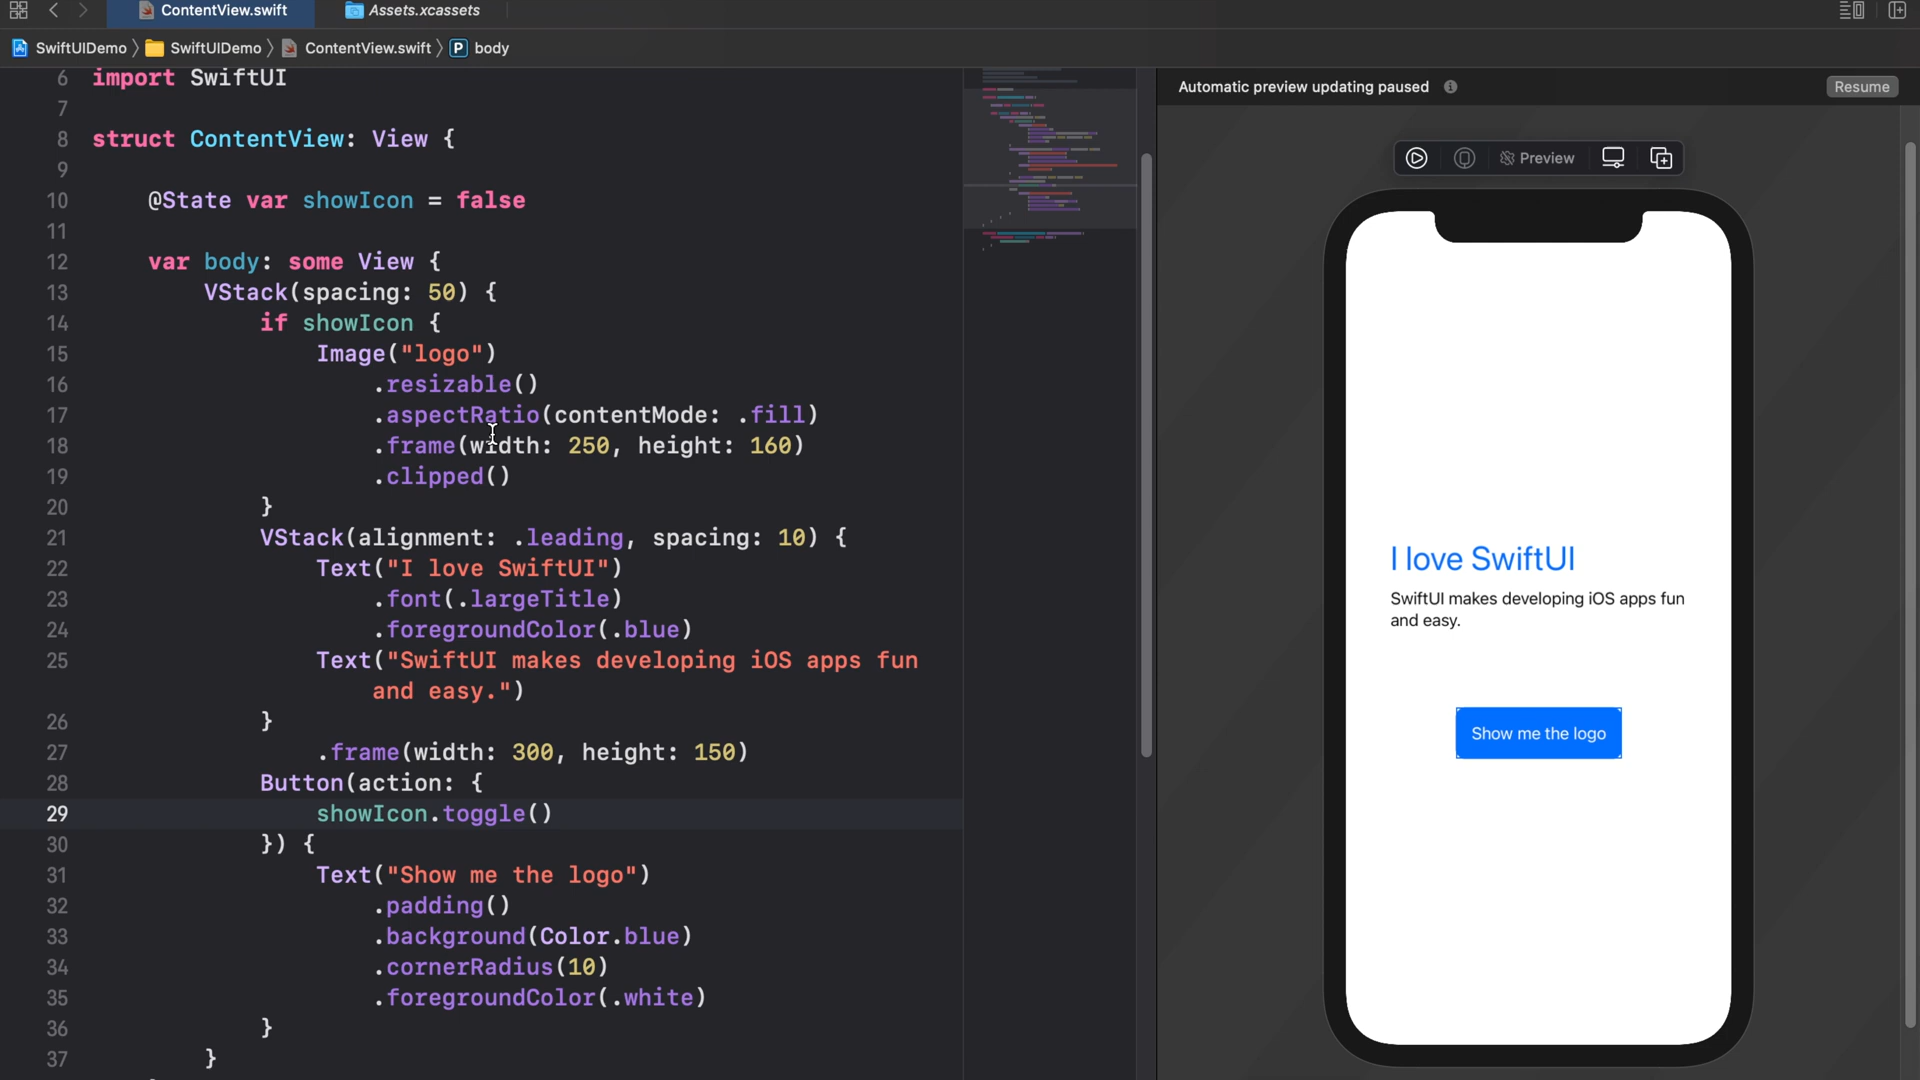 ContentView.swift
Assets.xcassets
SwiftUIDemo
SwiftUIDemo
ContentView.swift
P body
6 import SwiftUI
7
8 struct ContentView: View {
9
10 @State var showIcon = false
11
12 var body: some View {
13 VStack(spacing: 50) {
14 if showIcon {
15 Image("logo")
16 .resizable()
17 .aspectRatio(contentMode: .fill)
18 .frame(width: 250, height: 160)
19 .clipped()
20 }
21 VStack(alignment: .leading, spacing: 10) {
22 Text("I love SwiftUI")
23 .font(.largeTitle)
24 .foregroundColor(.blue)
25 Text("SwiftUI makes developing iOS apps fun
and easy.")
26 }
27 .frame(width: 300, height: 150)
28 Button(action: {
29 showIcon.toggle()
30 }) {
31 Text("Show me the logo")
32 .padding()
33 .background(Color.blue)
34 .cornerRadius(10)
35 .foregroundColor(.white)
36 }
37 }
Automatic preview updating paused
Resume
Preview
I love SwiftUI
SwiftUI makes developing iOS apps fun
and easy.
Show me the logo